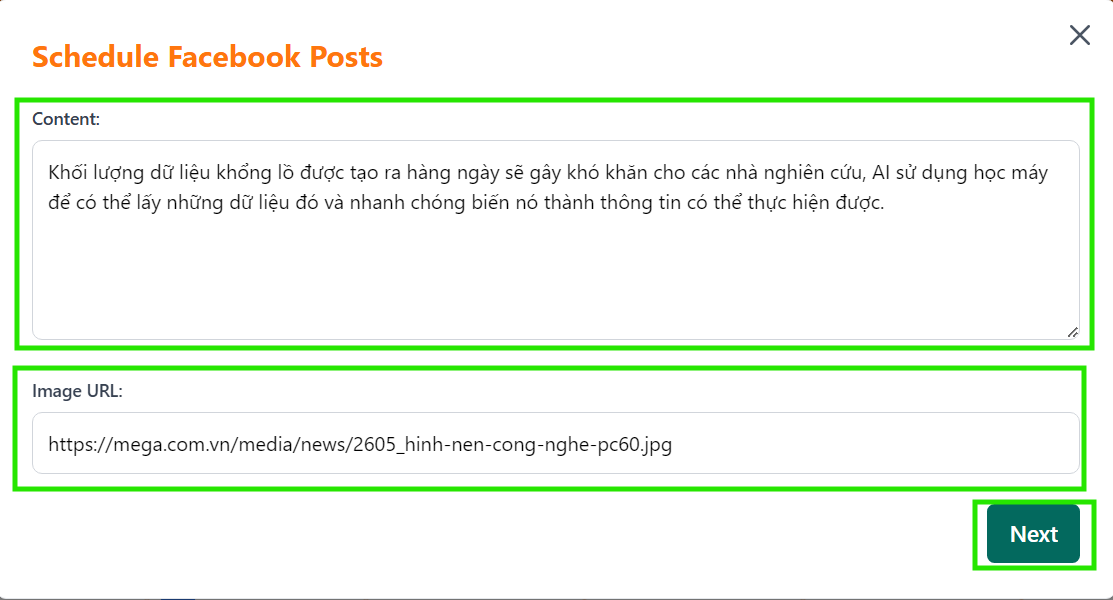 Schedule Facebook Posts
Content:
Khối lượng dữ liệu khổng lồ được tạo ra hàng ngày sẽ gây khó khăn cho các nhà nghiên cứu, AI sử dụng học máy
để có thể lấy những dữ liệu đó và nhanh chóng biến nó thành thông tin có thể thực hiện được.
Image URL:
https://mega.com.vn/media/news/2605_hinh-nen-cong-nghe-pc60.jpg
Next